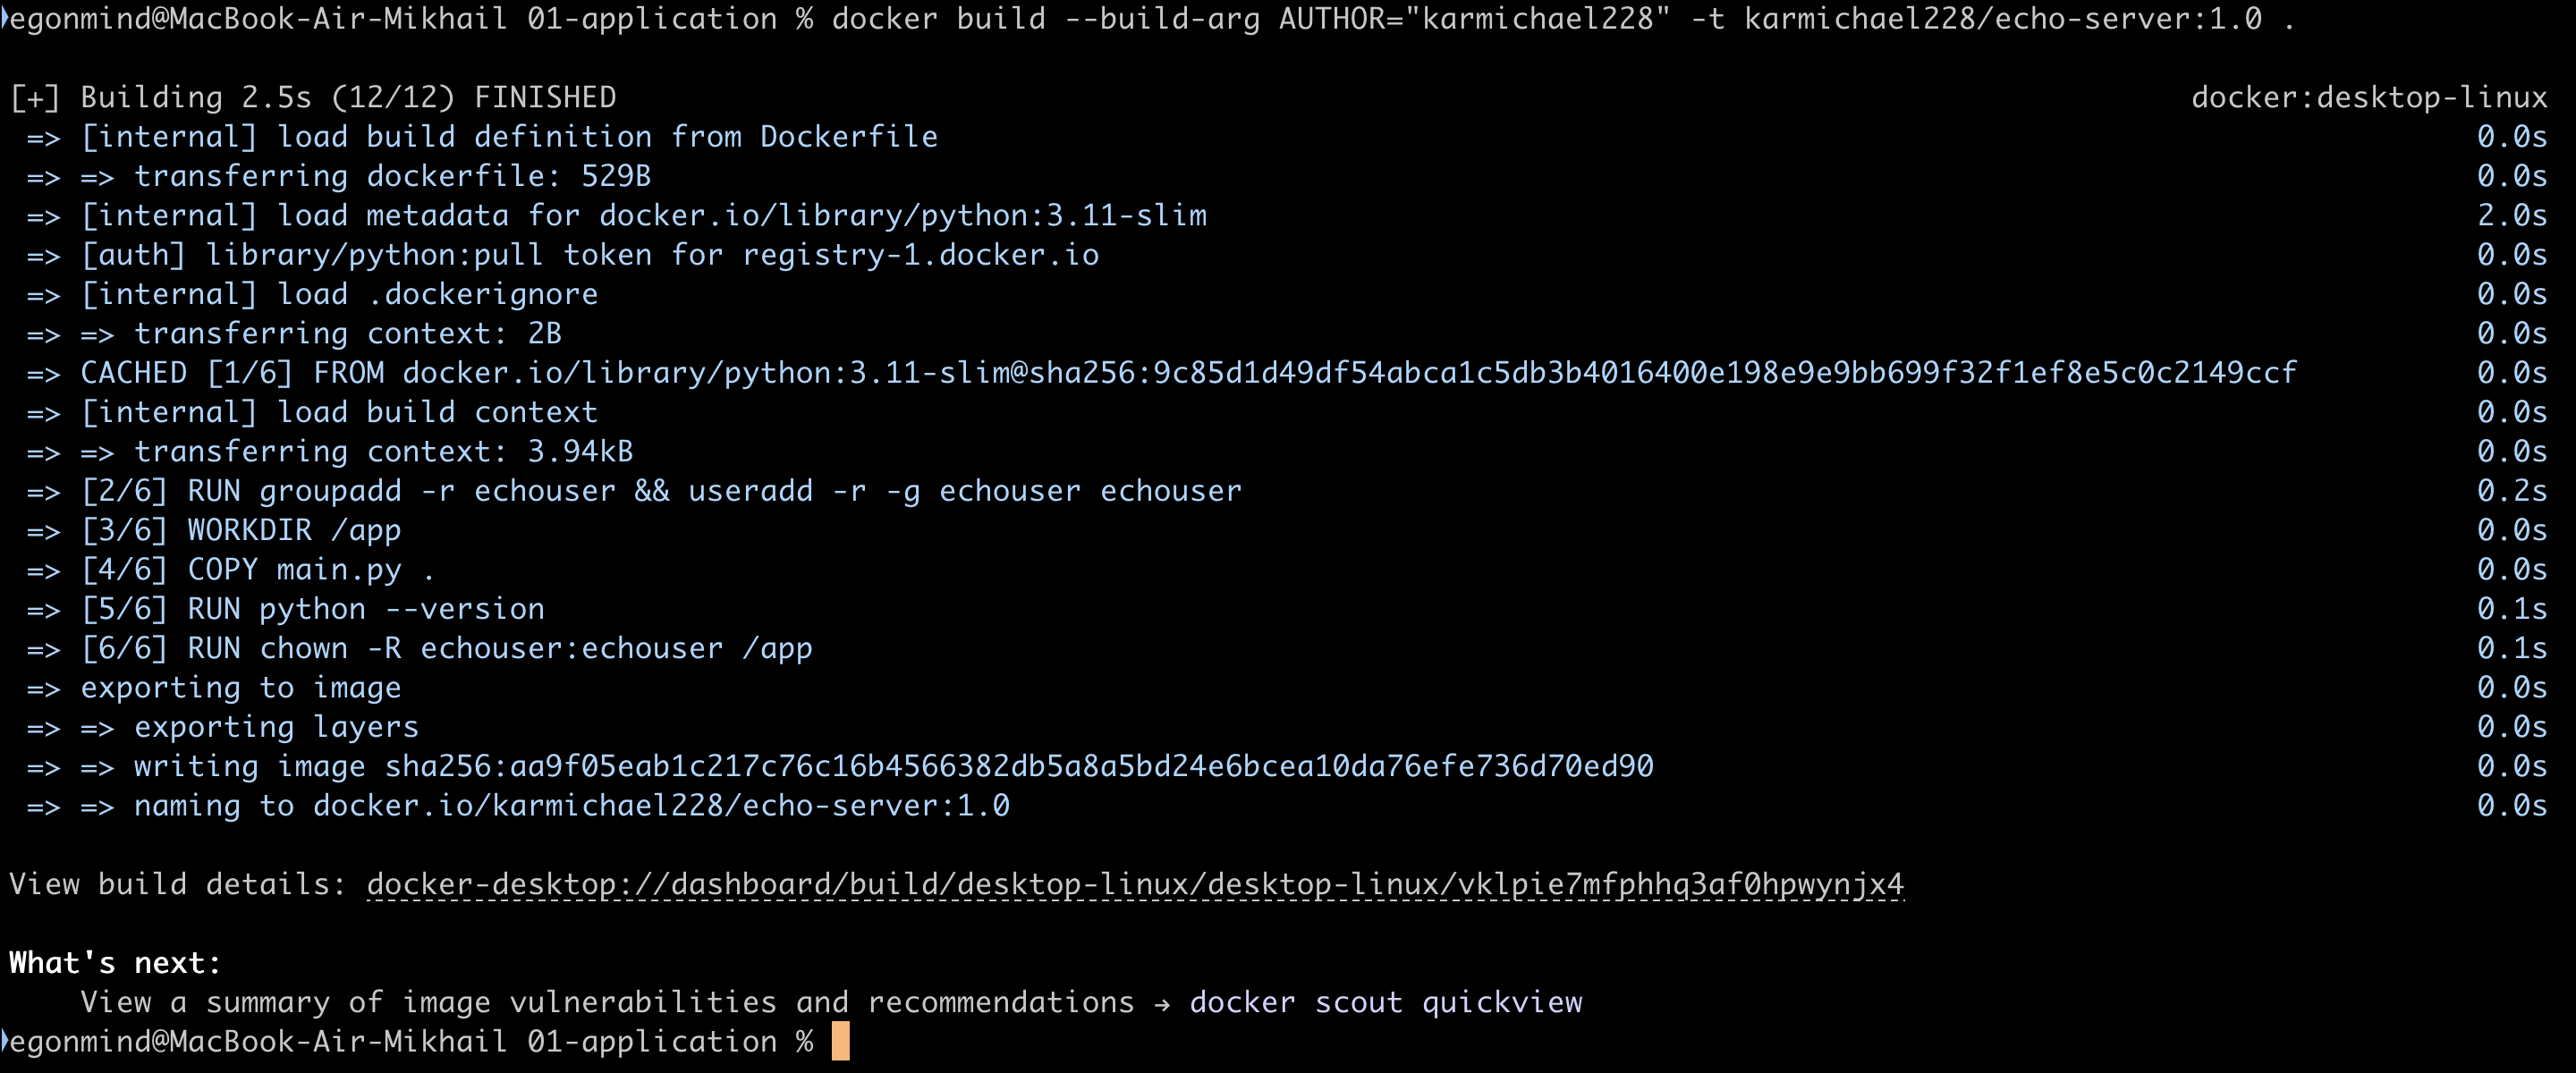 egonmind@MacBook-Air-Mikhail 01-application % docker build --build-arg AUTHOR="karmichael228" -t karmichael228/echo-server:1.0 .
[+] Building 2.5s (12/12) FINISHED docker:desktop-linux
=> [internal] load build definition from Dockerfile 0.0s
=> => transferring dockerfile: 529B 0.0s
=> [internal] load metadata for docker.io/library/python:3.11-slim 2.0s
=> [auth] library/python:pull token for registry-1.docker.io 0.0s
=> [internal] load .dockerignore 0.0s
=> => transferring context: 2B 0.0s
=> CACHED [1/6] FROM docker.io/library/python:3.11-slim@sha256:9c85d1d49df54abca1c5db3b4016400e198e9e9bb699f32f1ef8e5c0c2149ccf 0.0s
=> [internal] load build context 0.0s
=> => transferring context: 3.94kB 0.0s
=> [2/6] RUN groupadd -r echouser && useradd -r -g echouser echouser 0.2s
=> [3/6] WORKDIR /app 0.0s
=> [4/6] COPY main.py . 0.0s
=> [5/6] RUN python --version 0.1s
=> [6/6] RUN chown -R echouser:echouser /app 0.1s
=> exporting to image 0.0s
=> => exporting layers 0.0s
=> => writing image sha256:aa9f05eab1c217c76c16b4566382db5a8a5bd24e6bcea10da76efe736d70ed90 0.0s
=> => naming to docker.io/karmichael228/echo-server:1.0 0.0s
View build details: docker-desktop://dashboard/build/desktop-linux/desktop-linux/vklpie7mfphhq3af0hpwynjx4
What's next:
View a summary of image vulnerabilities and recommendations → docker scout quickview
egonmind@MacBook-Air-Mikhail 01-application %